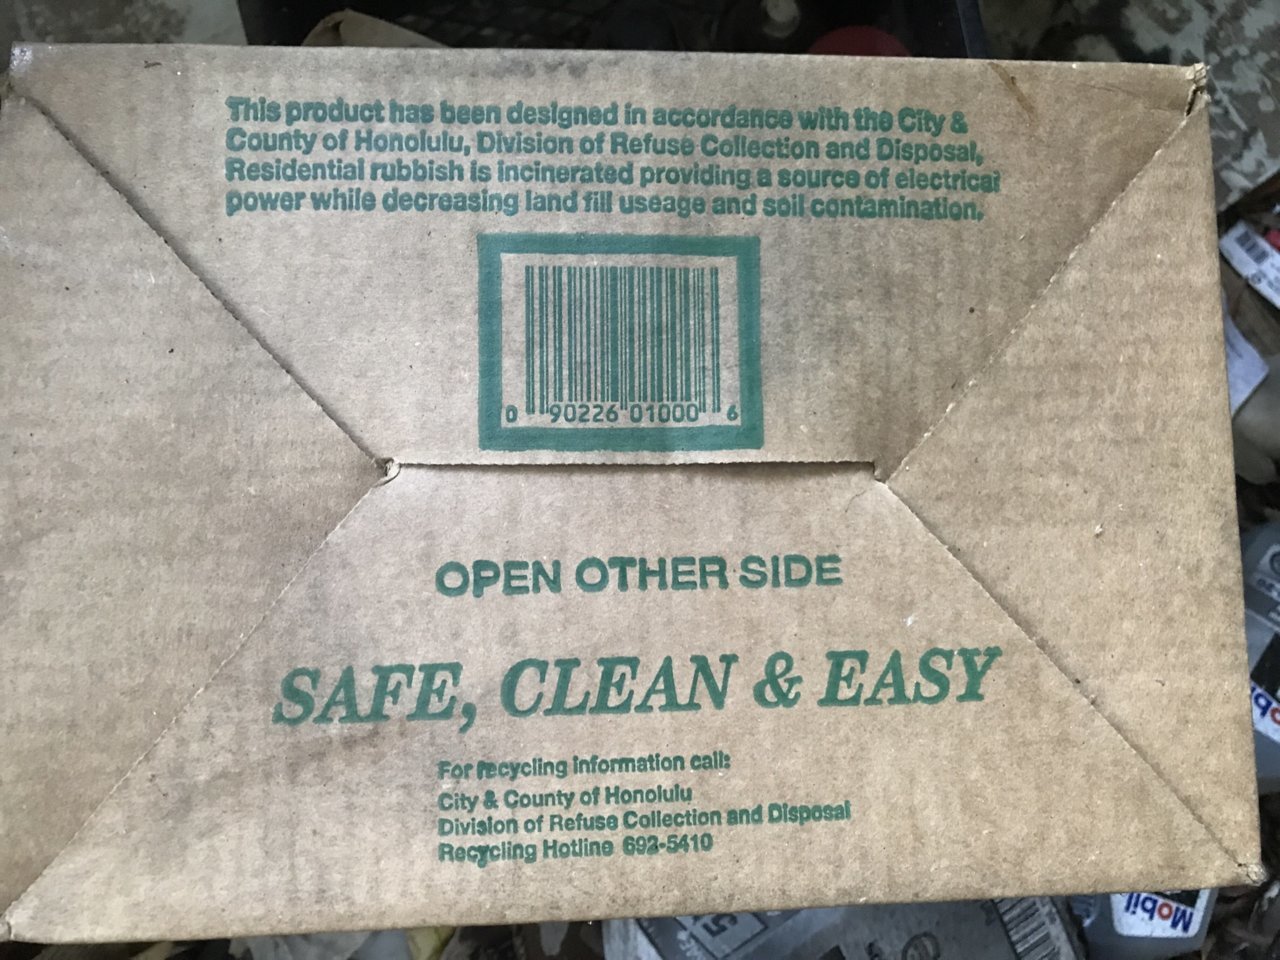 This product has been designed in accordance with the City &
County of Honolulu, Division of Refuse Collection and Disposal.
Residential rubbish is incinerated providing a source of electrical
power while decreasing land fill useage and soil contamination.
0 90226 01000 6
OPEN OTHER SIDE
SAFE, CLEAN & EASY
For recycling information call:
City & County of Honolulu
Division of Refuse Collection and Disposal
Recycling Hotline 692-5410
Mobil